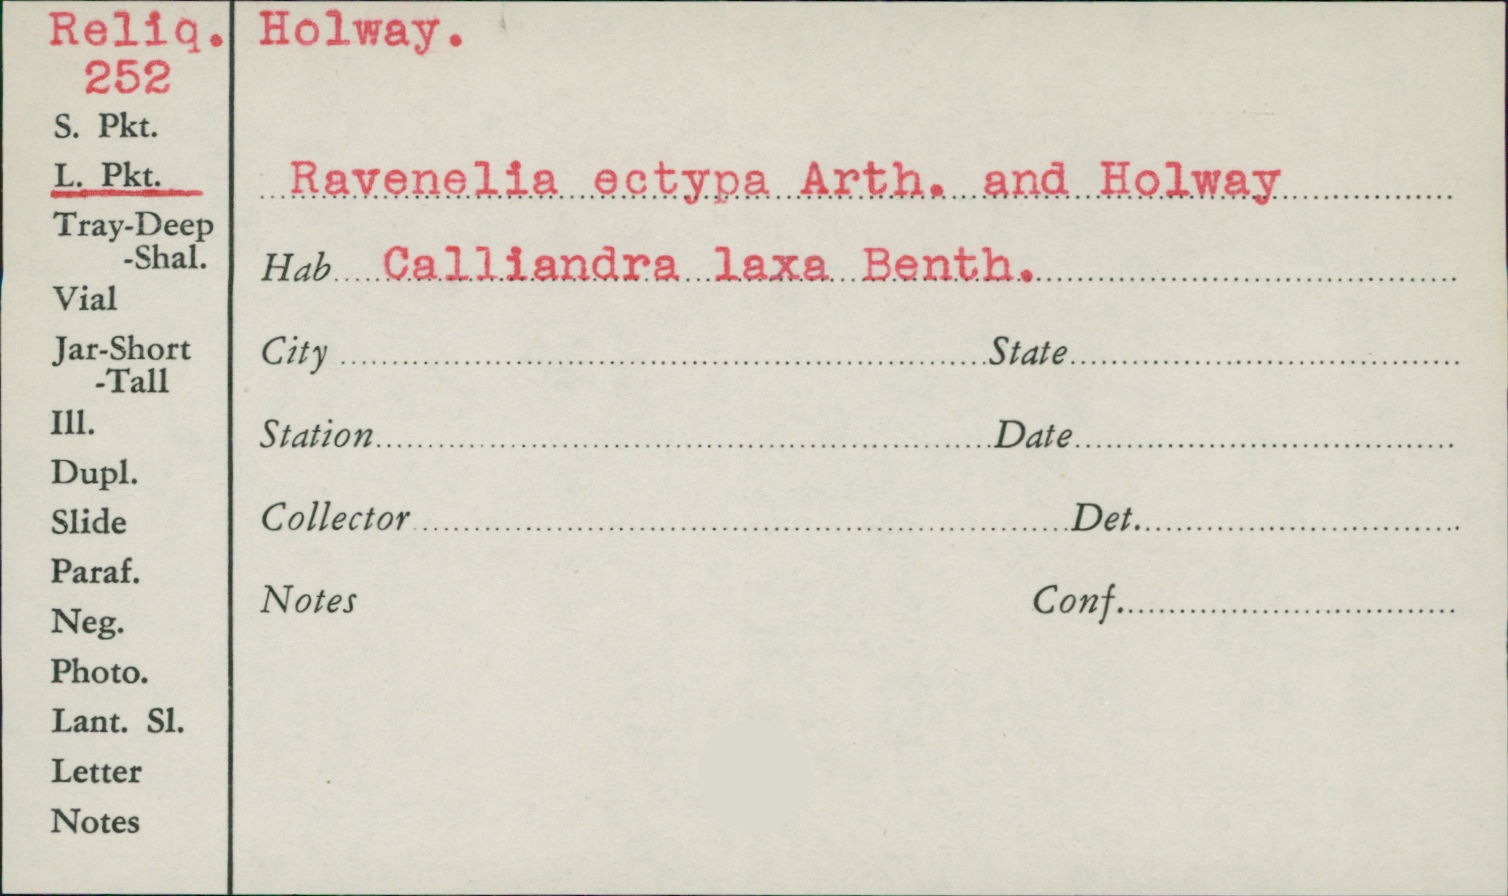 Reliq. Holway.
252
S. Pkt.
L. Pkt.
Ravenelia ectypa Arth. and Holway
Tray-Deep
-Shal.
Hab Calliandra laxa Benth.
Vial
Jar-Short
-Tall
City State
Ill.
Station Date
Dupl.
Slide
Collector Det.
Paraf.
Neg.
Notes Conf.
Photo.
Lant. Sl.
Letter
Notes